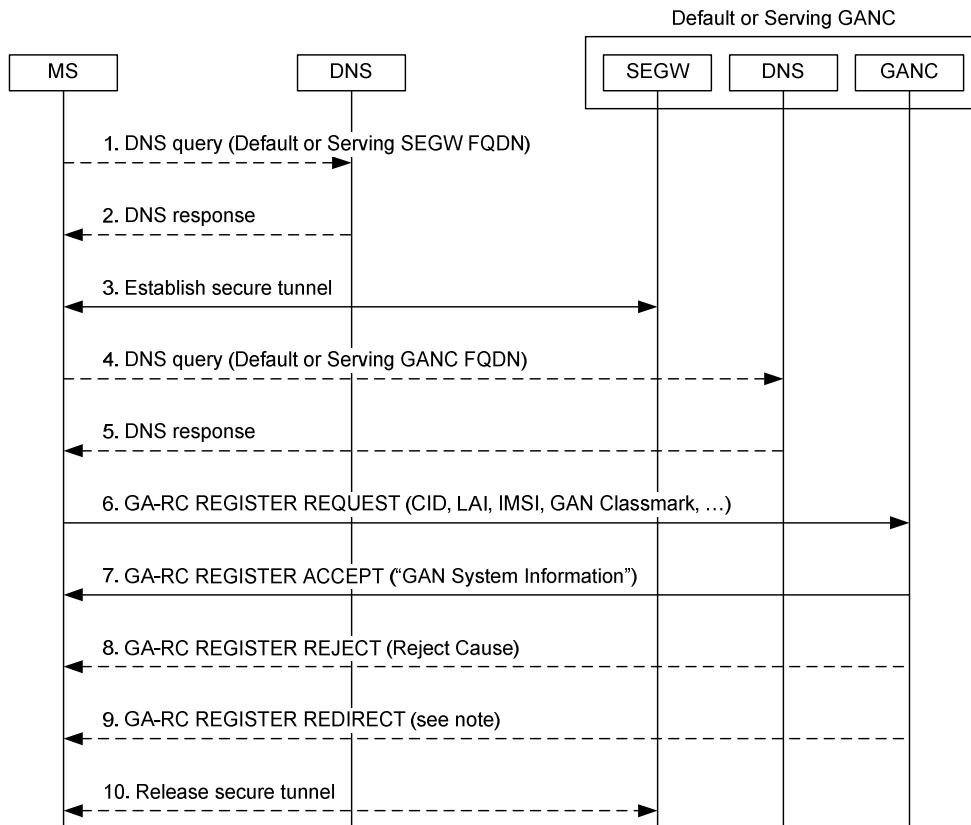 Default or Serving GANC
MS
DNS
SEGW
DNS
GANC
1. DNS query (Default or Serving SEGW FQDN)
2. DNS response
3. Establish secure tunnel
4. DNS query (Default or Serving GANC FQDN)
5. DNS response
6. GA-RC REGISTER REQUEST (CID, LAI, IMSI, GAN Classmark, …)
7. GA-RC REGISTER ACCEPT (“GAN System Information”)
8. GA-RC REGISTER REJECT (Reject Cause)
9. GA-RC REGISTER REDIRECT (see note)
10. Release secure tunnel